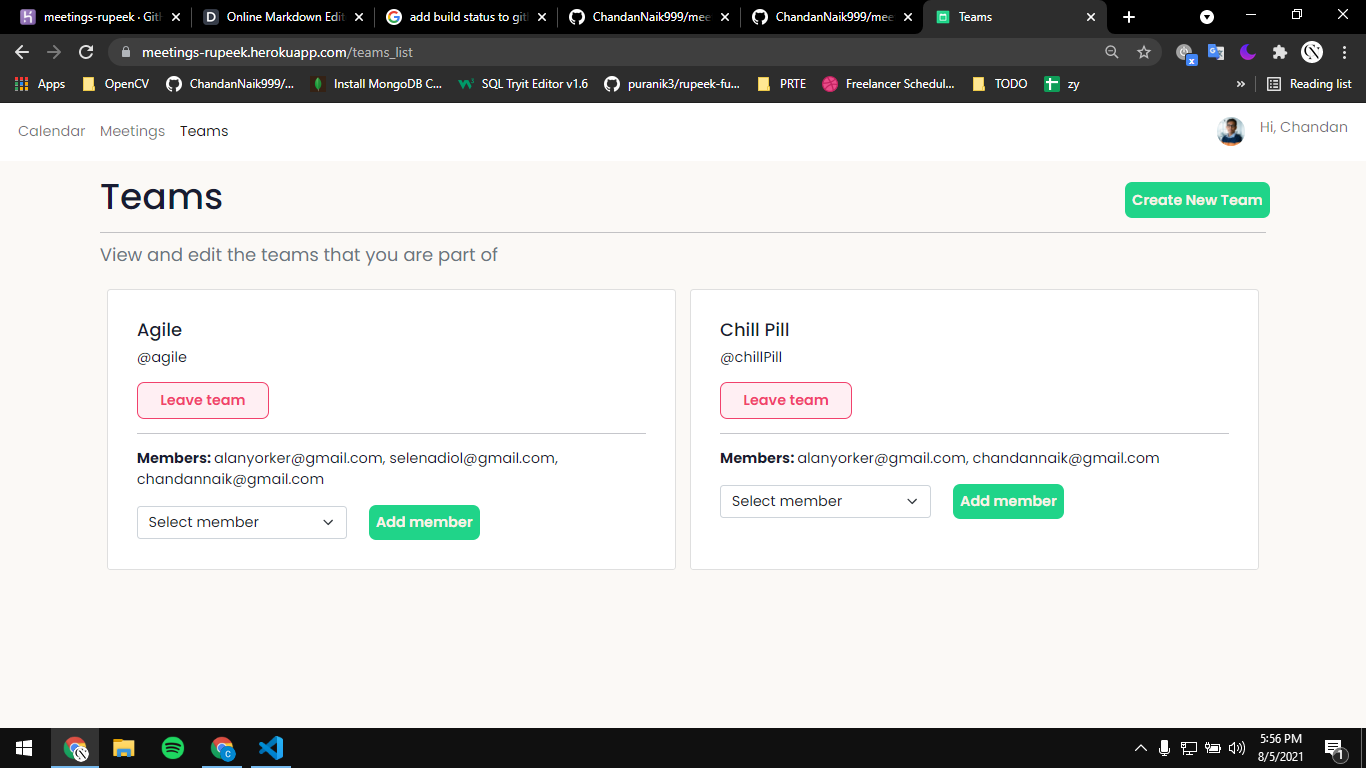 meetings-rupeek · Gith
Online Markdown Edit
add build status to gith
ChandanNaik999/mee
ChandanNaik999/mee
Teams
meetings-rupeek.herokuapp.com/teams_list
Apps
OpenCV
ChandanNaik999/...
Install MongoDB C...
SQL Tryit Editor v1.6
puranik3/rupeek-fu...
PRTE
Freelancer Schedul...
TODO
zy
»
Reading list
Calendar Meetings Teams
Hi, Chandan
Teams
Create New Team
View and edit the teams that you are part of
Agile
@agile
Leave team
Members: alanyorker@gmail.com, selenadiol@gmail.com,
chandannaik@gmail.com
Select member
Add member
Chill Pill
@chillPill
Leave team
Members: alanyorker@gmail.com, chandannaik@gmail.com
Select member
Add member
5:56 PM
8/5/2021
1